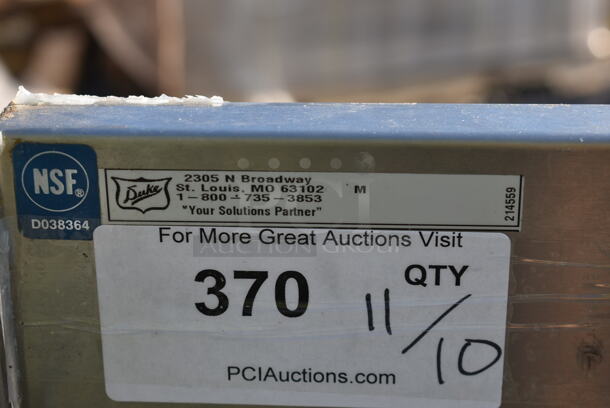 NSF
D038364
Duke
2305 N Broadway
St. Louis, MO 63102 M
1-800-735-3853
"Your Solutions Partner"
214559
For More Great Auctions Visit
370
QTY
11/10
PCIAuctions.com